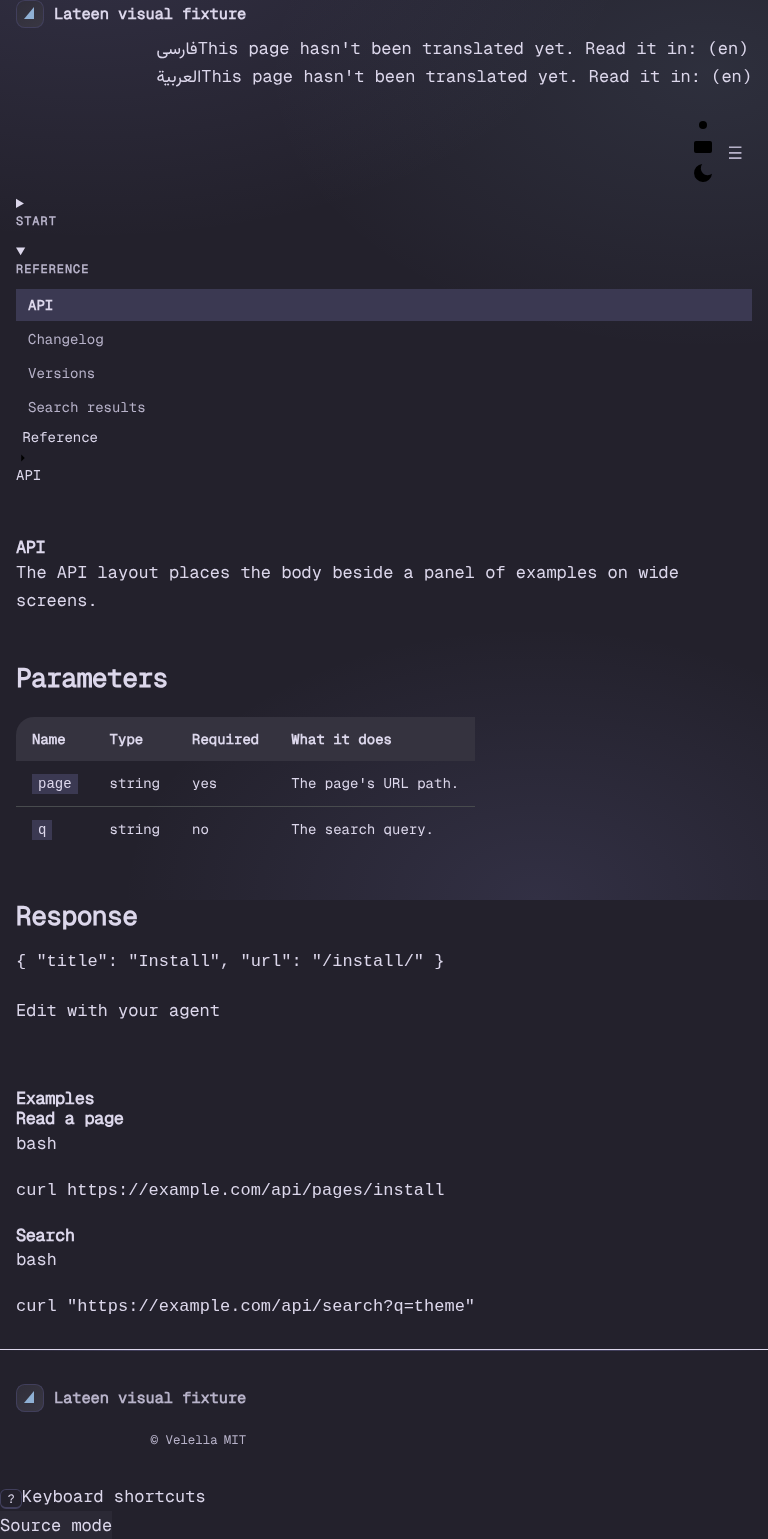 Lateen visual fixture
فارسیThis page hasn't been translated yet. Read it in: (en)
العربيةThis page hasn't been translated yet. Read it in: (en)
START
REFERENCE
API
Changelog
Versions
Search results
Reference
API
API
The API layout places the body beside a panel of examples on wide
screens.
Parameters
Name Type Required What it does
page string yes The page's URL path.
q string no The search query.
Response
{ "title": "Install", "url": "/install/" }
Edit with your agent
Examples
Read a page
bash
curl https://example.com/api/pages/install
Search
bash
curl "https://example.com/api/search?q=theme"
Lateen visual fixture
© Velella MIT
? Keyboard shortcuts
Source mode